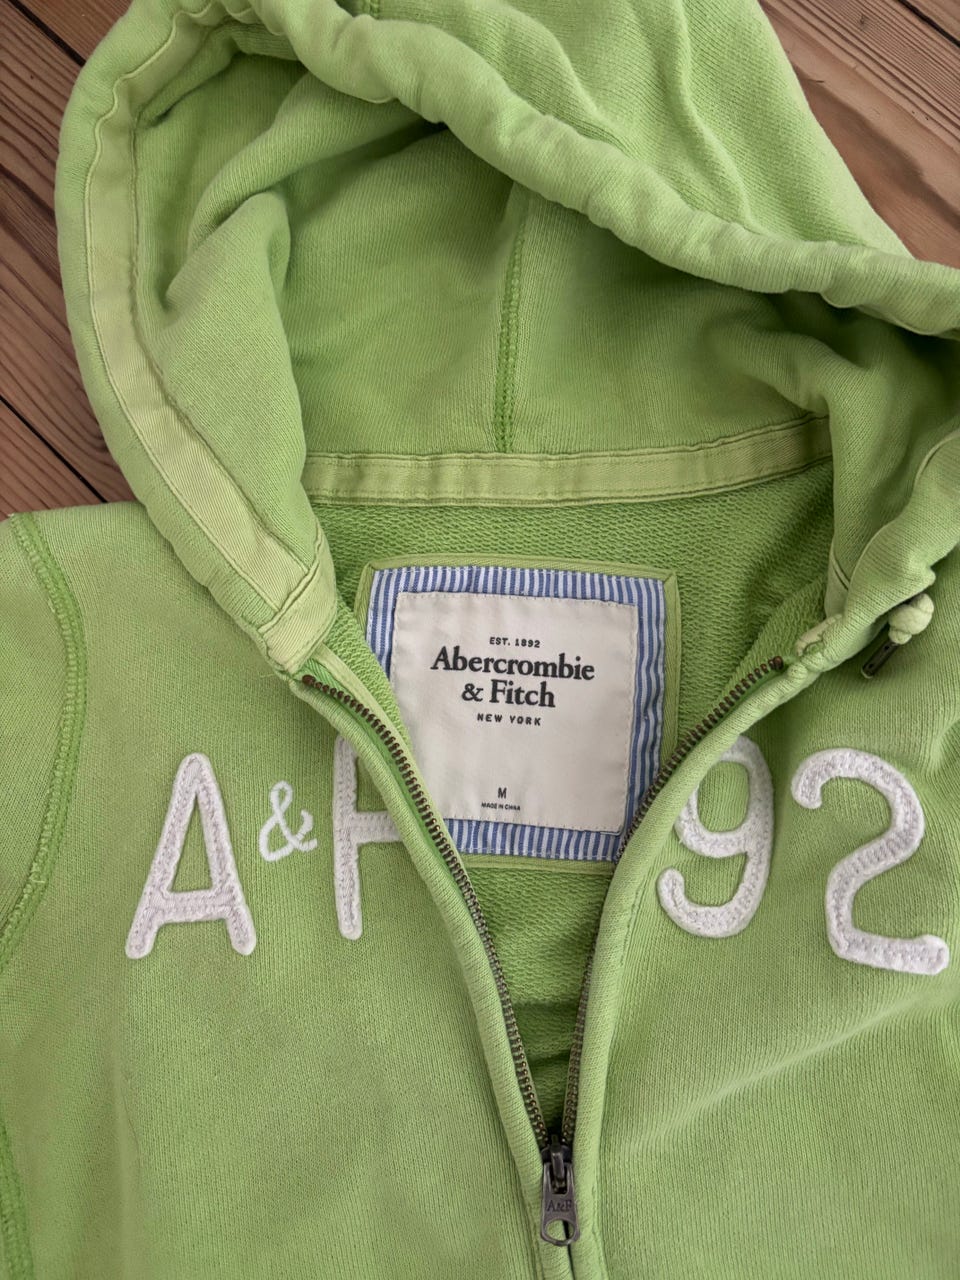 EST. 1892
Abercrombie
& Fitch
NEW YORK
M
MADE IN CHINA
A&F 92
A&F